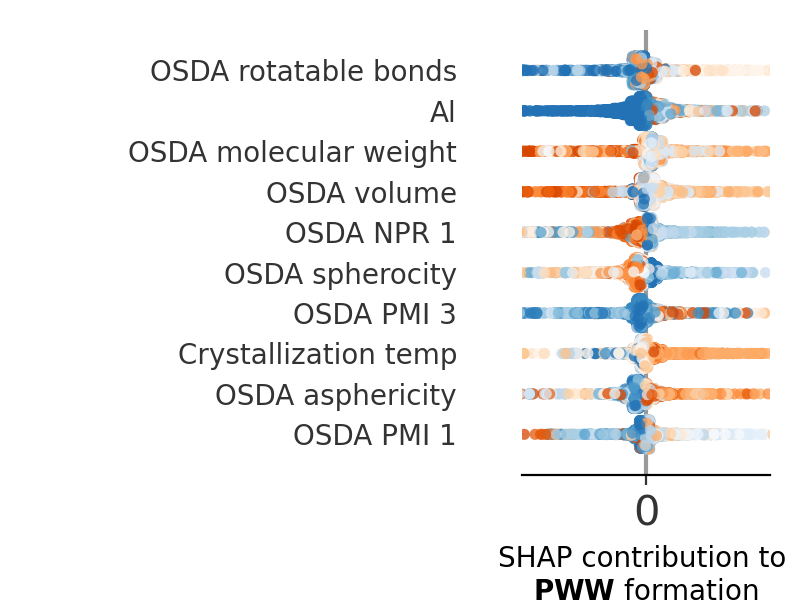 OSDA rotatable bonds
Al
OSDA molecular weight
OSDA volume
OSDA NPR 1
OSDA spherocity
OSDA PMI 3
Crystallization temp
OSDA asphericity
OSDA PMI 1
0
SHAP contribution to
PWW formation